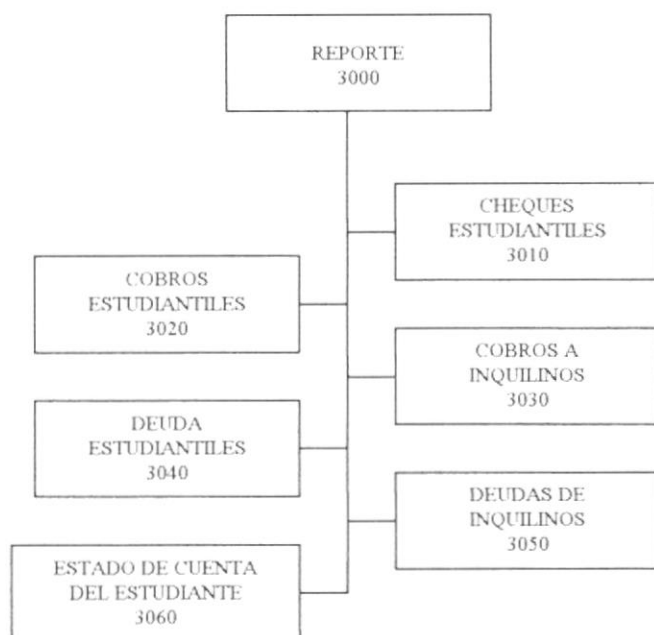 REPORTE
3000
CHEQUES
ESTUDIANTILES
3010
COBROS
ESTUDIANTILES
3020
COBROS A
INQUILINOS
3030
DEUDA
ESTUDIANTILES
3040
DEUDAS DE
INQUILINOS
3050
ESTADO DE CUENTA
DEL ESTUDIANTE
3060